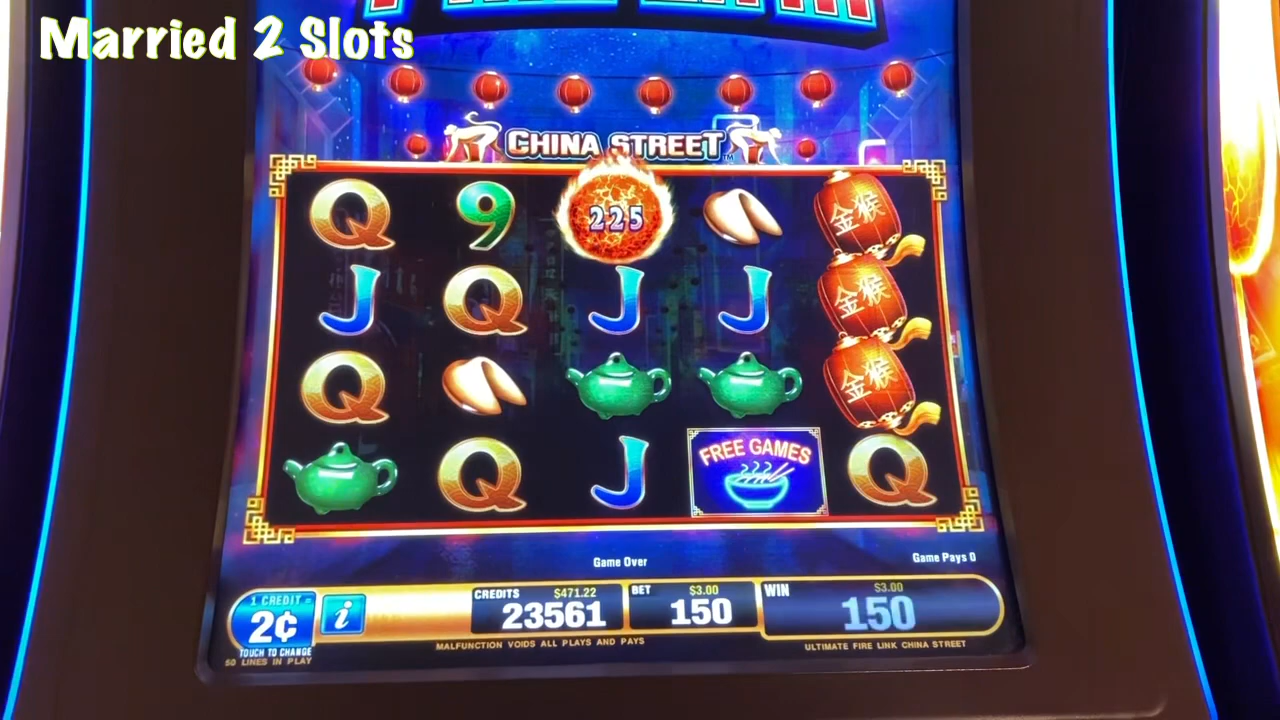 Married 2 Slots
CHINA STREET™
Q 9 225
金猴
J Q J J 金猴
Q 金猴
FREE GAMES
Q J Q
Game Over
Game Pays 0
1 CREDIT =
2¢
TOUCH TO CHANGE
50 LINES IN PLAY
i
CREDITS $471.22
23561
BET $3.00
150
WIN $3.00
150
MALFUNCTION VOIDS ALL PLAYS AND PAYS
ULTIMATE FIRE LINK CHINA STREET